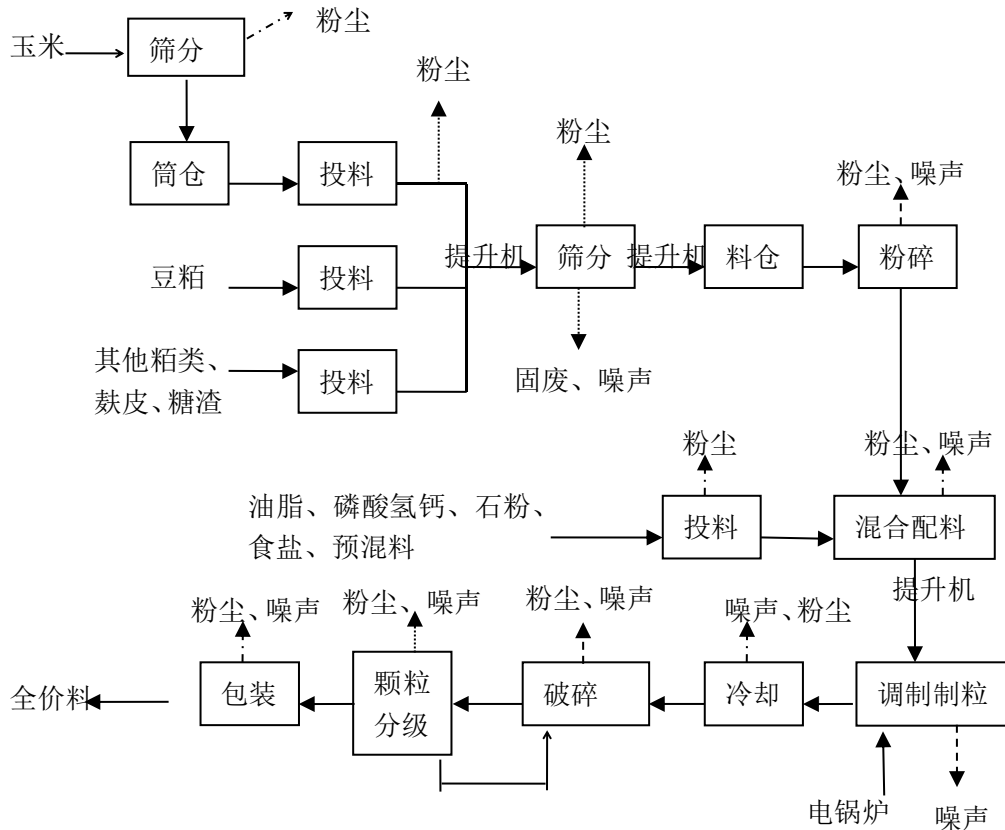 粉尘
玉米
筛分
粉尘
粉尘
粉尘、噪声
筒仓
投料
提升机
筛分
提升机
料仓
粉碎
豆粕
投料
其他粕类、
麸皮、糖渣
投料
固废、噪声
粉尘
粉尘、噪声
油脂、磷酸氢钙、石粉、
食盐、预混料
投料
混合配料
提升机
粉尘、噪声
粉尘、噪声
粉尘、噪声
噪声、粉尘
全价料
包装
颗粒
分级
破碎
冷却
调制制粒
电锅炉
噪声